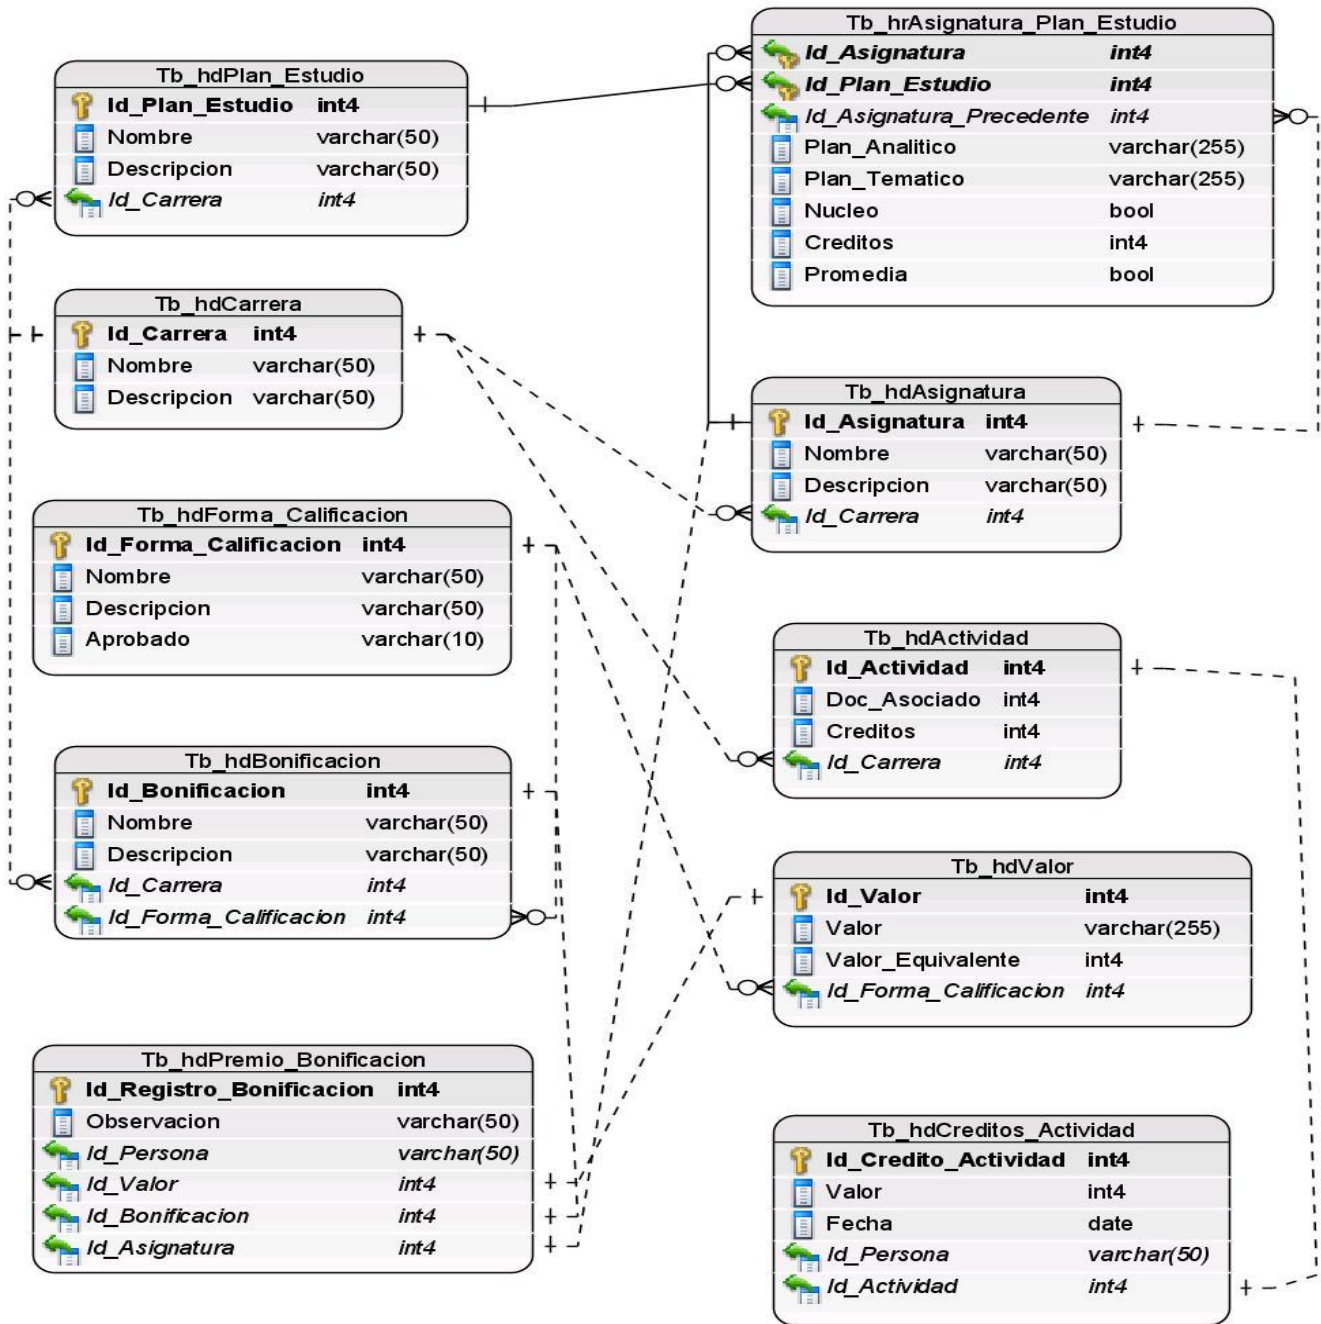 Tb_hdPlan_Estudio
Id_Plan_Estudio int4
Nombre varchar(50)
Descripcion varchar(50)
Id_Carrera int4
Tb_hdCarrera
Id_Carrera int4
Nombre varchar(50)
Descripcion varchar(50)
Tb_hdForma_Calificacion
Id_Forma_Calificacion int4
Nombre varchar(50)
Descripcion varchar(50)
Aprobado varchar(10)
Tb_hdBonificacion
Id_Bonificacion int4
Nombre varchar(50)
Descripcion varchar(50)
Id_Carrera int4
Id_Forma_Calificacion int4
Tb_hdPremio_Bonificacion
Id_Registro_Bonificacion int4
Observacion varchar(50)
Id_Persona varchar(50)
Id_Valor int4
Id_Bonificacion int4
Id_Asignatura int4
Tb_hrAsignatura_Plan_Estudio
Id_Asignatura int4
Id_Plan_Estudio int4
Id_Asignatura_Precedente int4
Plan_Analitico varchar(255)
Plan_Tematico varchar(255)
Nucleo bool
Creditos int4
Promedia bool
Tb_hdAsignatura
Id_Asignatura int4
Nombre varchar(50)
Descripcion varchar(50)
Id_Carrera int4
Tb_hdActividad
Id_Actividad int4
Doc_Asociado int4
Creditos int4
Id_Carrera int4
Tb_hdValor
Id_Valor int4
Valor varchar(255)
Valor_Equivalente int4
Id_Forma_Calificacion int4
Tb_hdCreditos_Actividad
Id_Credito_Actividad int4
Valor int4
Fecha date
Id_Persona varchar(50)
Id_Actividad int4